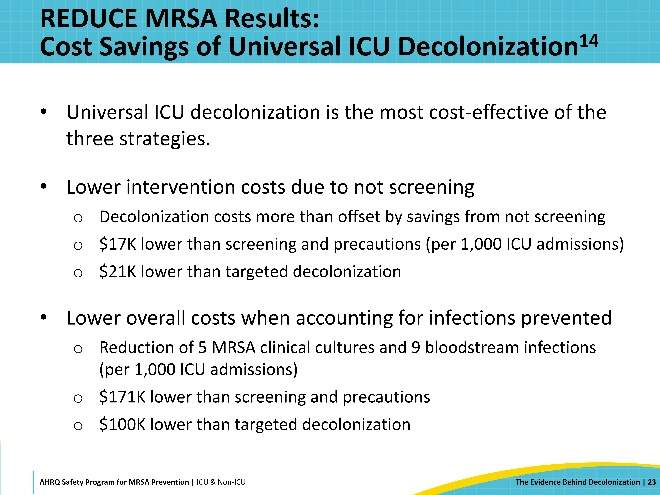 REDUCE MRSA Results:
Cost Savings of Universal ICU Decolonization14
• Universal ICU decolonization is the most cost-effective of the
three strategies.
• Lower intervention costs due to not screening
o Decolonization costs more than offset by savings from not screening
o $17K lower than screening and precautions (per 1,000 ICU admissions)
o $21K lower than targeted decolonization
• Lower overall costs when accounting for infections prevented
o Reduction of 5 MRSA clinical cultures and 9 bloodstream infections
(per 1,000 ICU admissions)
o $171K lower than screening and precautions
o $100K lower than targeted decolonization
AHRQ Safety Program for MRSA Prevention | ICU & Non-ICU
The Evidence Behind Decolonization | 23